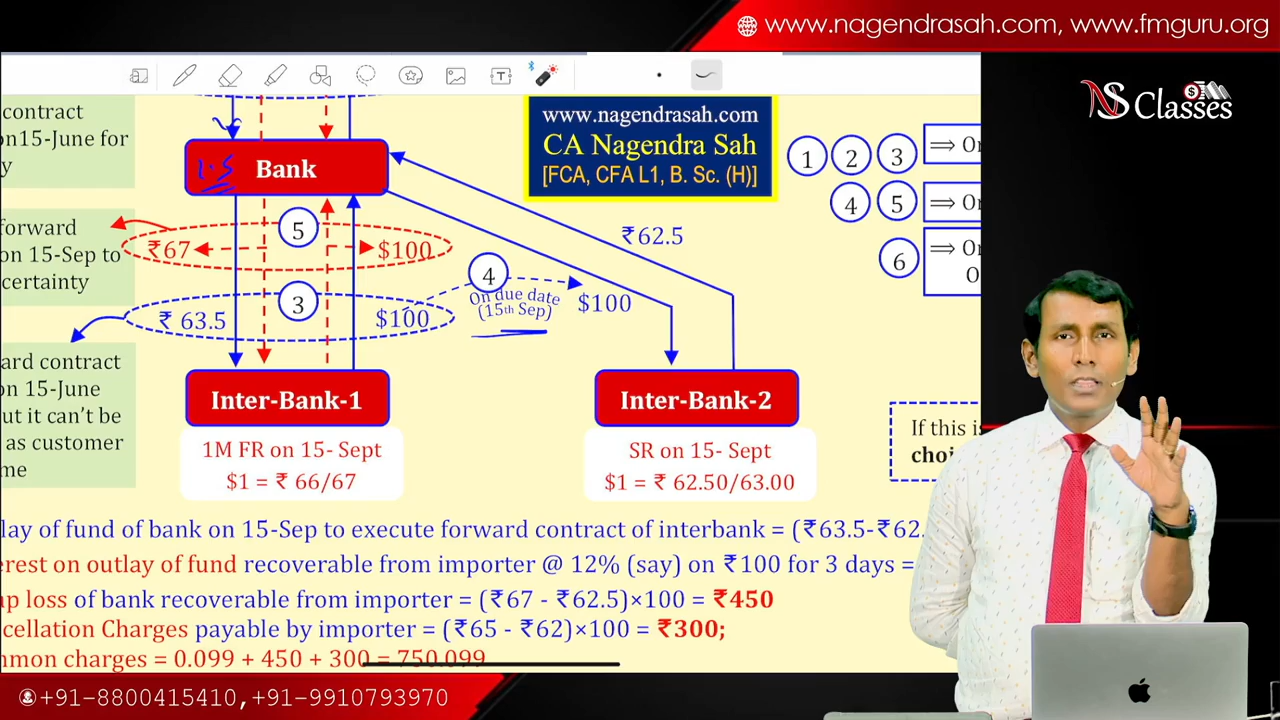 www.nagendrasah.com, www.fmguru.org
NS Classes
contract
on15-June for
y
1.5
Bank
www.nagendrasah.com
CA Nagendra Sah
[FCA, CFA L1, B. Sc. (H)]
1 2 3 ⟹ On
4 5 ⟹ On
6 ⟹ On
O
forward
on 15-Sep to
certainty
₹67
5
$100
₹62.5
4
On due date
(15th Sep)
$100
₹ 63.5
3
$100
ard contract
on 15-June
but it can't be
as customer
me
Inter-Bank-1
Inter-Bank-2
1M FR on 15- Sept
$1 = ₹ 66/67
SR on 15- Sept
$1 = ₹ 62.50/63.00
If this is
choi
lay of fund of bank on 15-Sep to execute forward contract of interbank = (₹63.5-₹62.
erest on outlay of fund recoverable from importer @ 12% (say) on ₹100 for 3 days =
ap loss of bank recoverable from importer = (₹67 - ₹62.5)×100 = ₹450
cellation Charges payable by importer = (₹65 - ₹62)×100 = ₹300;
mmon charges = 0.099 + 450 + 300 = 750.099
+91-8800415410,+91-9910793970